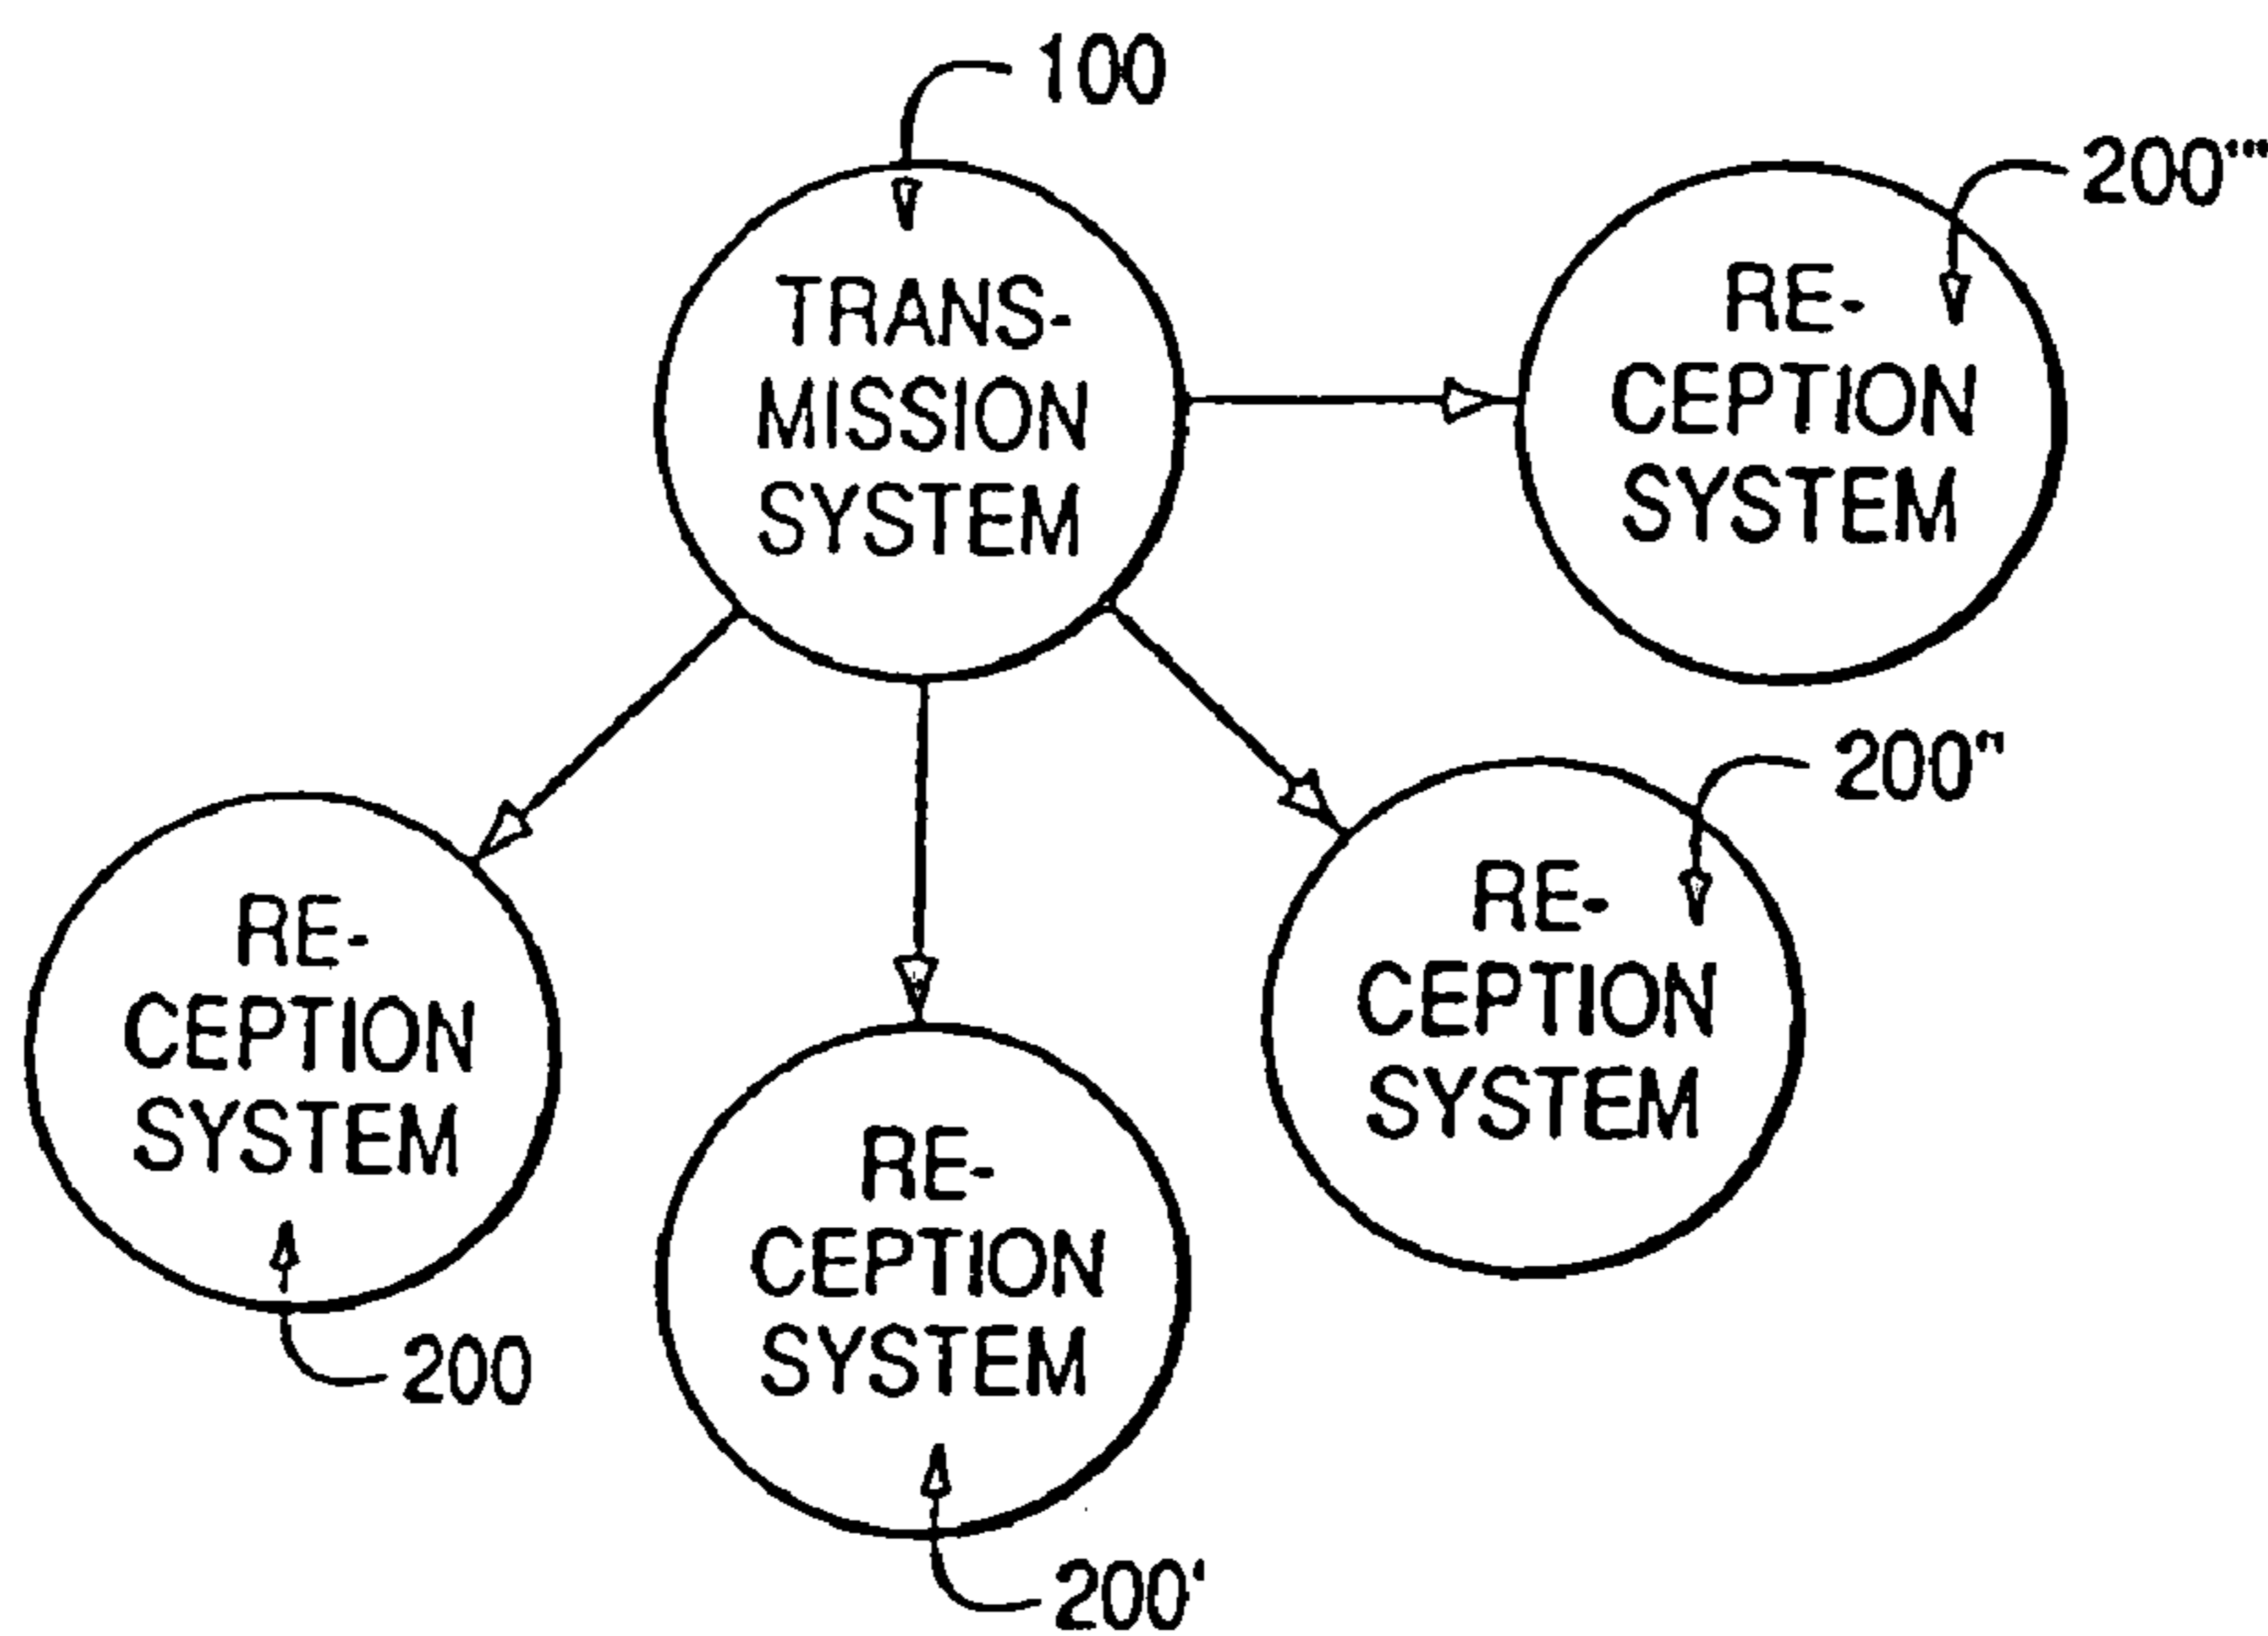 100
TRANS-
MISSION
SYSTEM
200'''
RE-
CEPTION
SYSTEM
200"
RE-
CEPTION
SYSTEM
RE-
CEPTION
SYSTEM
200
RE-
CEPTION
SYSTEM
200'